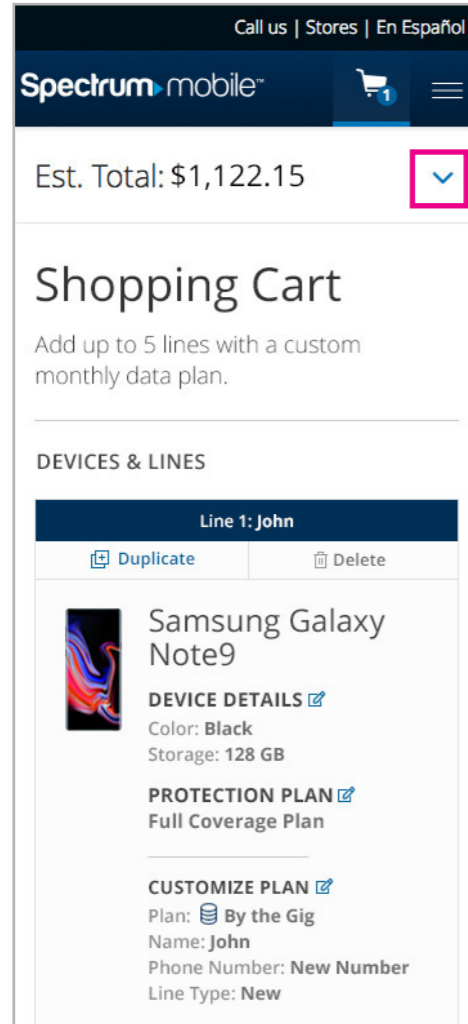 Call us | Stores | En Español
Spectrum mobile™
1
Est. Total: $1,122.15
Shopping Cart
Add up to 5 lines with a custom
monthly data plan.
DEVICES & LINES
Line 1: John
Duplicate
Delete
Samsung Galaxy
Note9
DEVICE DETAILS
Color: Black
Storage: 128 GB
PROTECTION PLAN
Full Coverage Plan
CUSTOMIZE PLAN
Plan: By the Gig
Name: John
Phone Number: New Number
Line Type: New